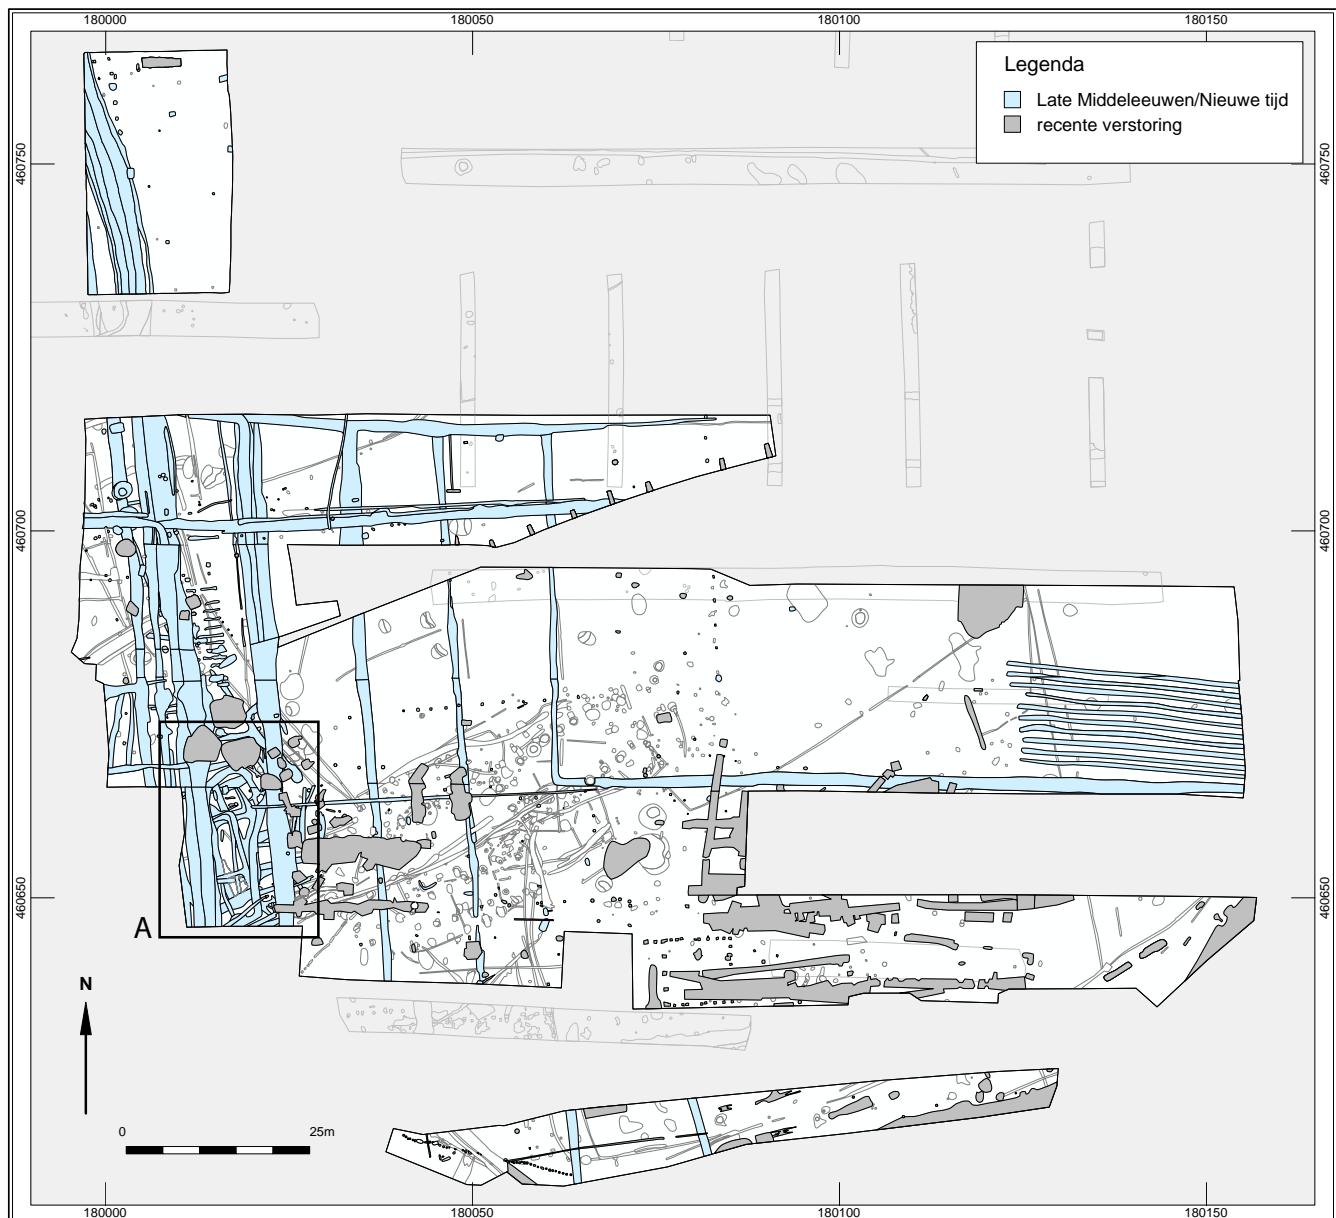 180000 180050 180100 180150
Legenda
Late Middeleeuwen/Nieuwe tijd
recente verstoring
460750 460750
460700 460700
460650 460650
A
N
0 25m
180000 180050 180100 180150